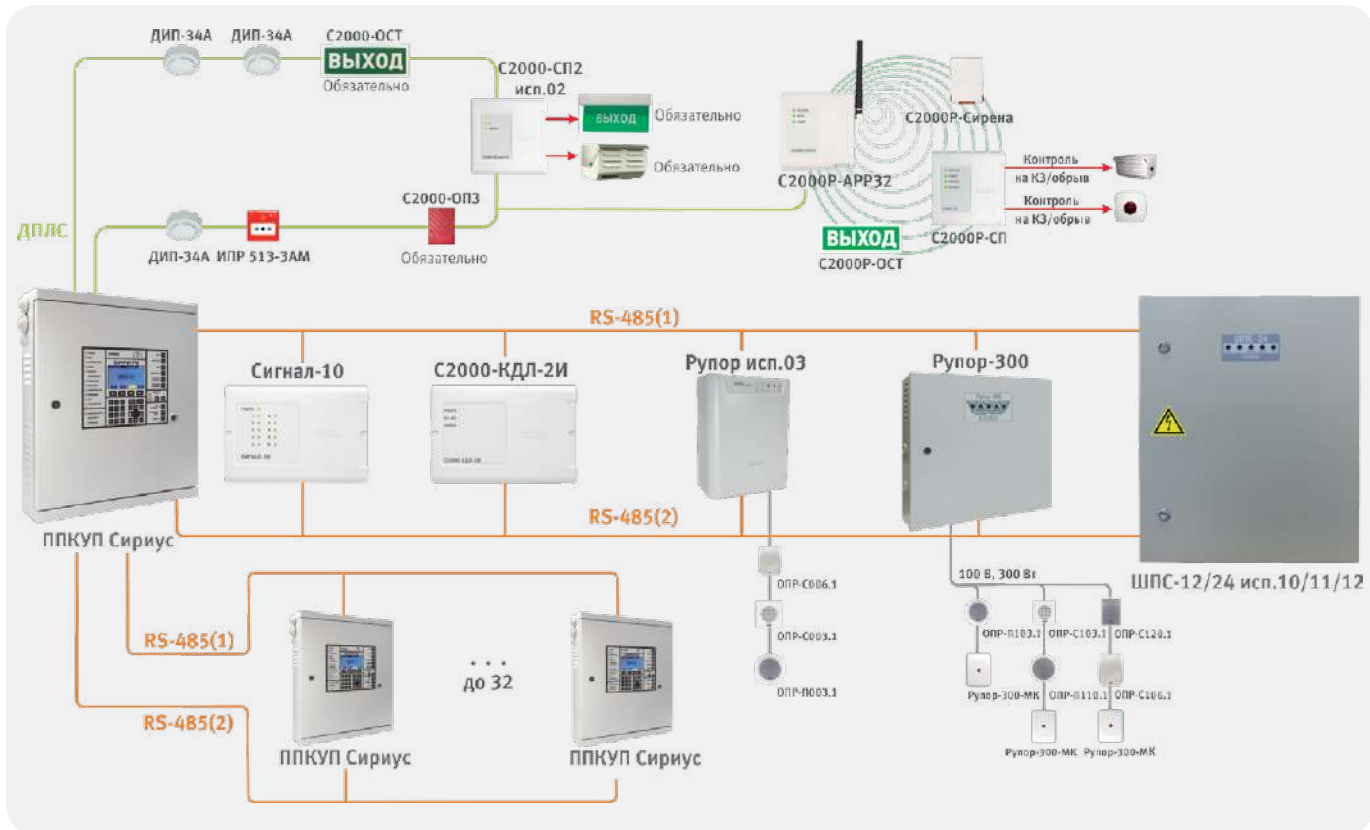 ДИП-34А ДИП-34А С2000-ОСТ
ВЫХОД
Обязательно
С2000-СП2
исп.02
ВЫХОД
Обязательно
Обязательно
С2000Р-АРР32
С2000Р-Сирена
Контроль
на КЗ/обрыв
Контроль
на КЗ/обрыв
С2000Р-СП
ВЫХОД
С2000Р-ОСТ
ДПЛС
С2000-ОПЗ
Обязательно
ДИП-34А ИПР 513-3АМ
RS-485(1)
Сигнал-10
С2000-КДЛ-2И
Рупор исп.03
Рупор-300
RS-485(2)
ППКУП Сириус
ШПС-12/24 исп.10/11/12
100 В, 300 Вт
ОПР-С006.1
ОПР-С003.1
ОПР-П003.1
ОПР-П103.1 ОПР-С103.1 ОПР-С120.1
Рупор-300-МК ОПР-П110.1 ОПР-С106.1
Рупор-300-МК Рупор-300-МК
RS-485(1)
. . .
до 32
RS-485(2)
ППКУП Сириус
ППКУП Сириус